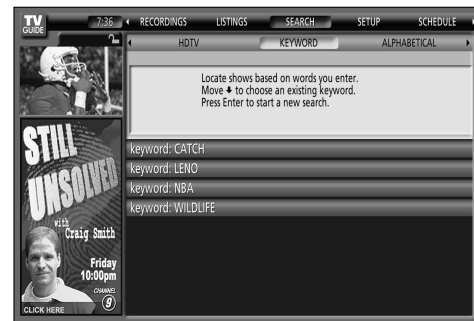 TV
GUIDE
7:36
RECORDINGS LISTINGS SEARCH SETUP SCHEDULE
HDTV KEYWORD ALPHABETICAL
Locate shows based on words you enter.
Move to choose an existing keyword.
Press Enter to start a new search.
keyword: CATCH
keyword: LENO
keyword: NBA
keyword: WILDLIFE
STILL
UNSOLVED
with
Craig Smith
Friday
10:00pm
CHANNEL
9
CLICK HERE